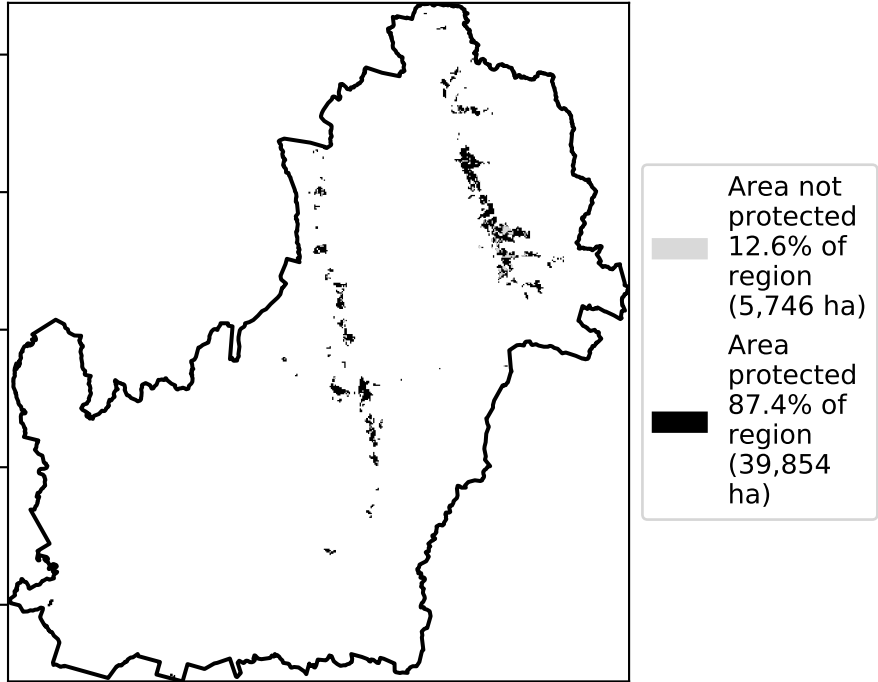 Area not
protected
12.6% of
region
(5,746 ha)
Area
protected
87.4% of
region
(39,854
ha)